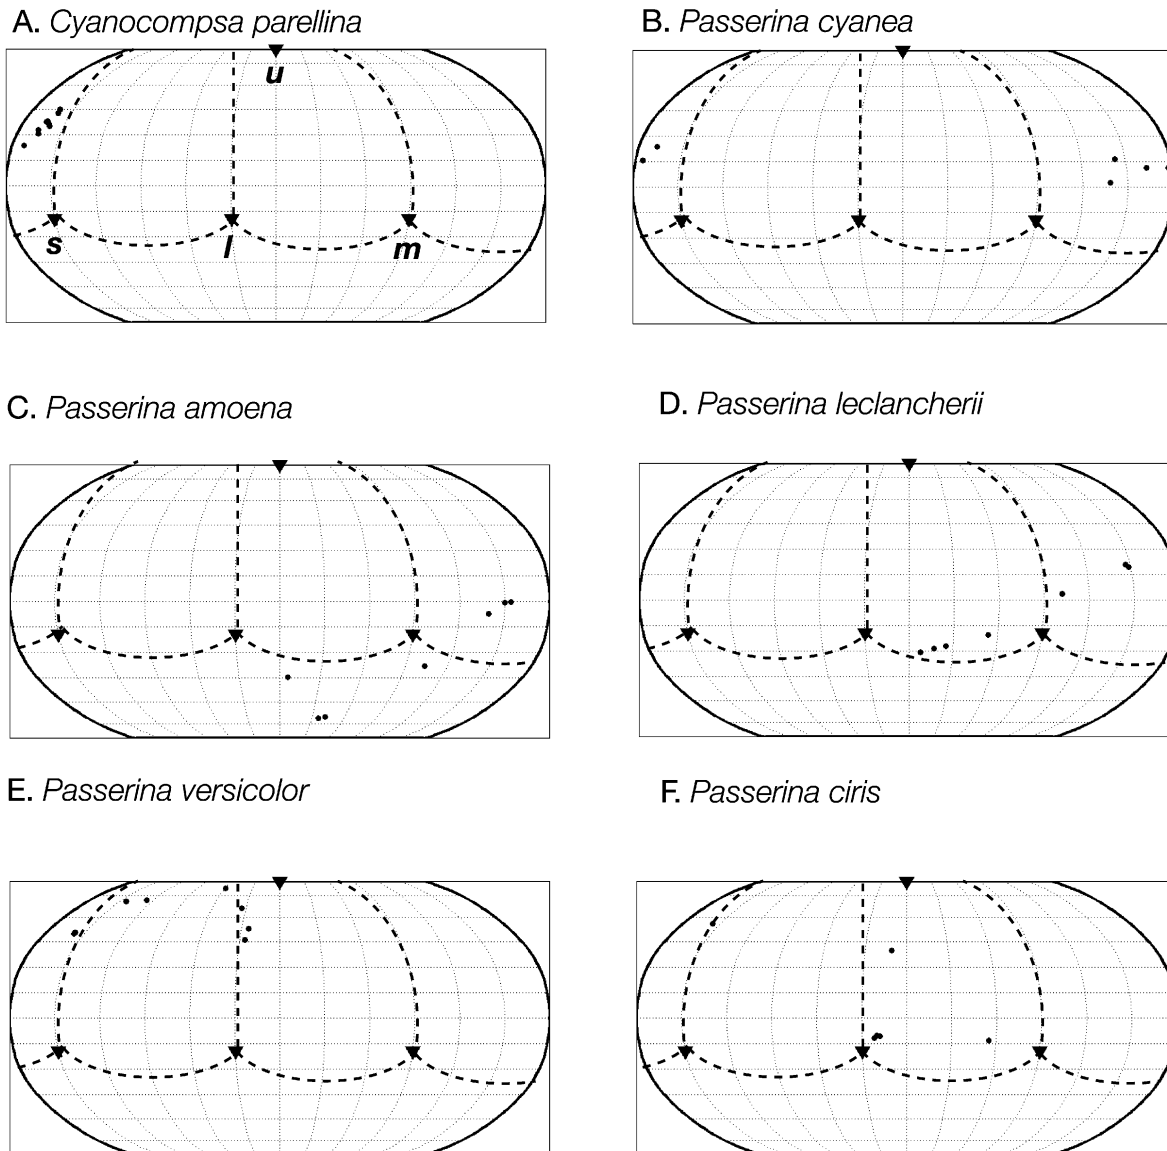 A. Cyanocompsa parellina
B. Passerina cyanea
u
s
l
m
C. Passerina amoena
D. Passerina leclancherii
E. Passerina versicolor
F. Passerina ciris